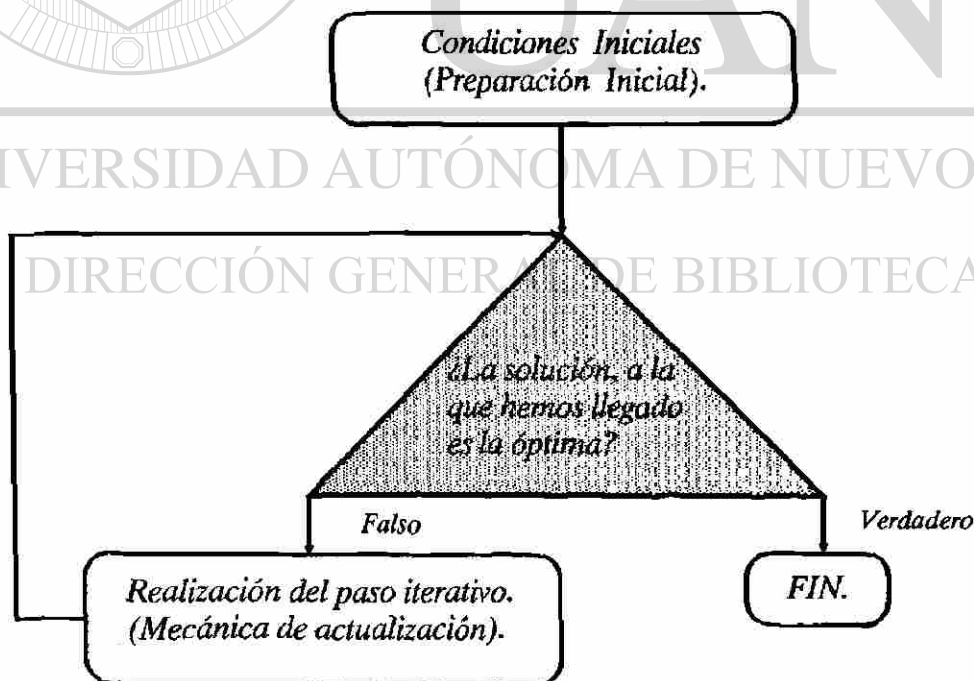 UAN
Condiciones Iniciales
(Preparación Inicial).
IVERSIDAD AUTÓNOMA DE NUEVO
DIRECCIÓN GENERAL DE BIBLIOTECA
¿La solución, a la
que hemos llegado
es la óptima?
Falso
Verdadero
Realización del paso iterativo.
(Mecánica de actualización).
FIN.